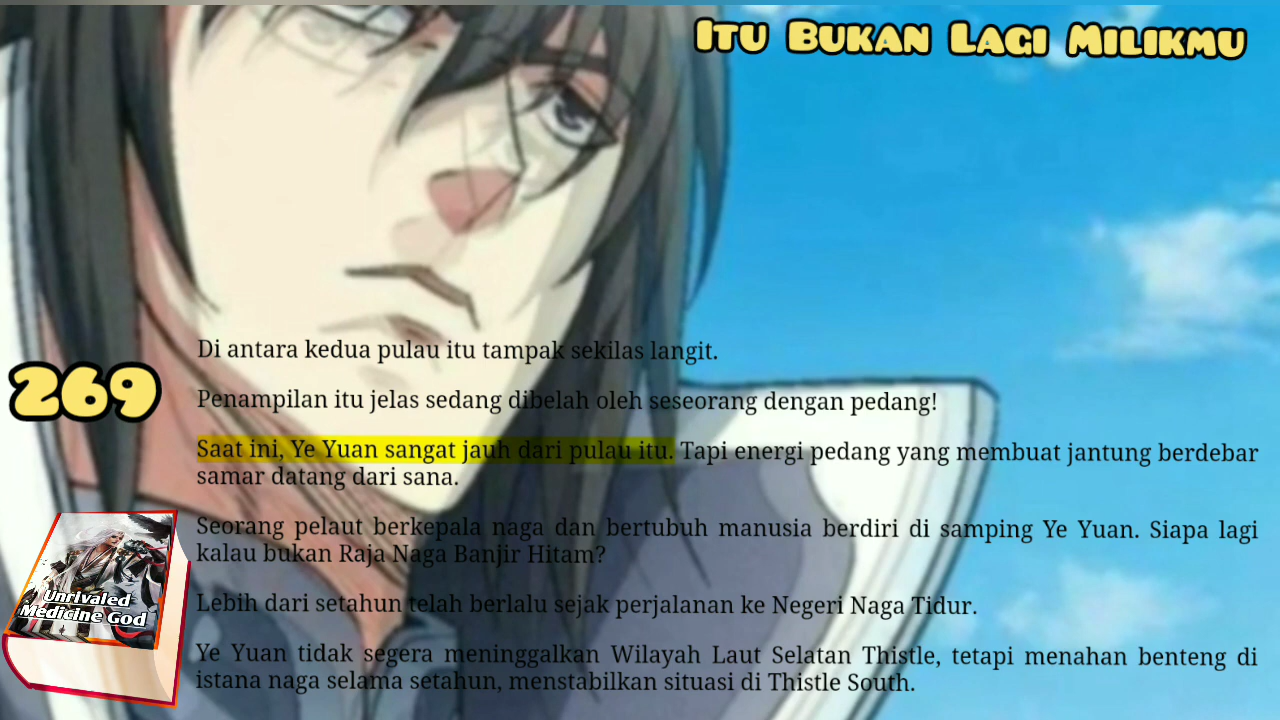 Itu Bukan Lagi Milikmu
Di antara kedua pulau itu tampak sekilas langit.
269
Penampilan itu jelas sedang dibelah oleh seseorang dengan pedang!
Saat ini, Ye Yuan sangat jauh dari pulau itu. Tapi energi pedang yang membuat jantung berdebar
samar datang dari sana.
Seorang pelaut berkepala naga dan bertubuh manusia berdiri di samping Ye Yuan. Siapa lagi
kalau bukan Raja Naga Banjir Hitam?
Unrivaled
Medicine God
Lebih dari setahun telah berlalu sejak perjalanan ke Negeri Naga Tidur.
Ye Yuan tidak segera meninggalkan Wilayah Laut Selatan Thistle, tetapi menahan benteng di
istana naga selama setahun, menstabilkan situasi di Thistle South.